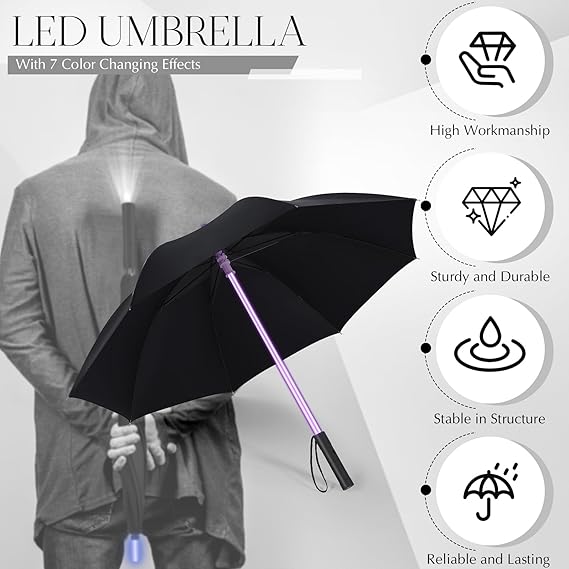 LED UMBRELLA
With 7 Color Changing Effects
High Workmanship
Sturdy and Durable
Stable in Structure
Reliable and Lasting